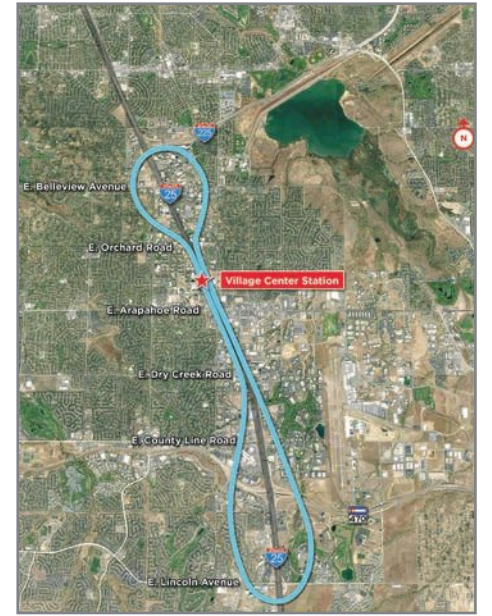 225
N
E. Belleview Avenue
25
E. Orchard Road
Village Center Station
E. Arapahoe Road
E. Dry Creek Road
E. County Line Road
470
25
E. Lincoln Avenue